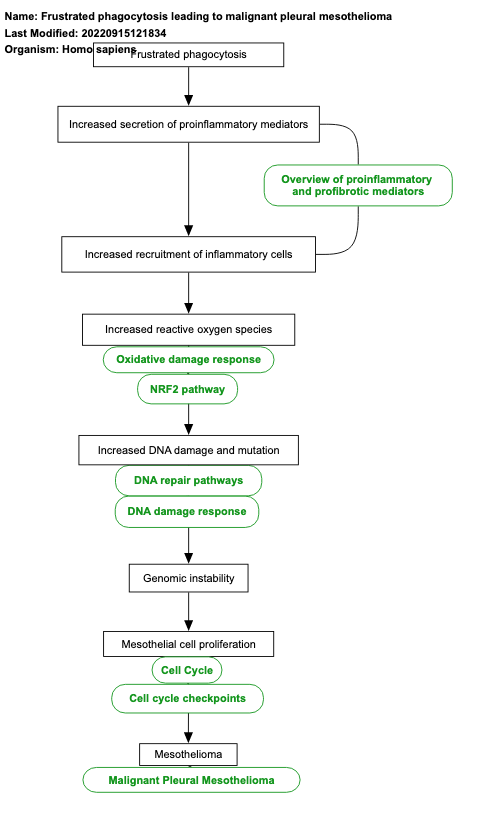 Name: Frustrated phagocytosis leading to malignant pleural mesothelioma
Last Modified: 20220915121834
Organism: Homo sapiens
Frustrated phagocytosis
Increased secretion of proinflammatory mediators
Overview of proinflammatory
and profibrotic mediators
Increased recruitment of inflammatory cells
Increased reactive oxygen species
Oxidative damage response
NRF2 pathway
Increased DNA damage and mutation
DNA repair pathways
DNA damage response
Genomic instability
Mesothelial cell proliferation
Cell Cycle
Cell cycle checkpoints
Mesothelioma
Malignant Pleural Mesothelioma